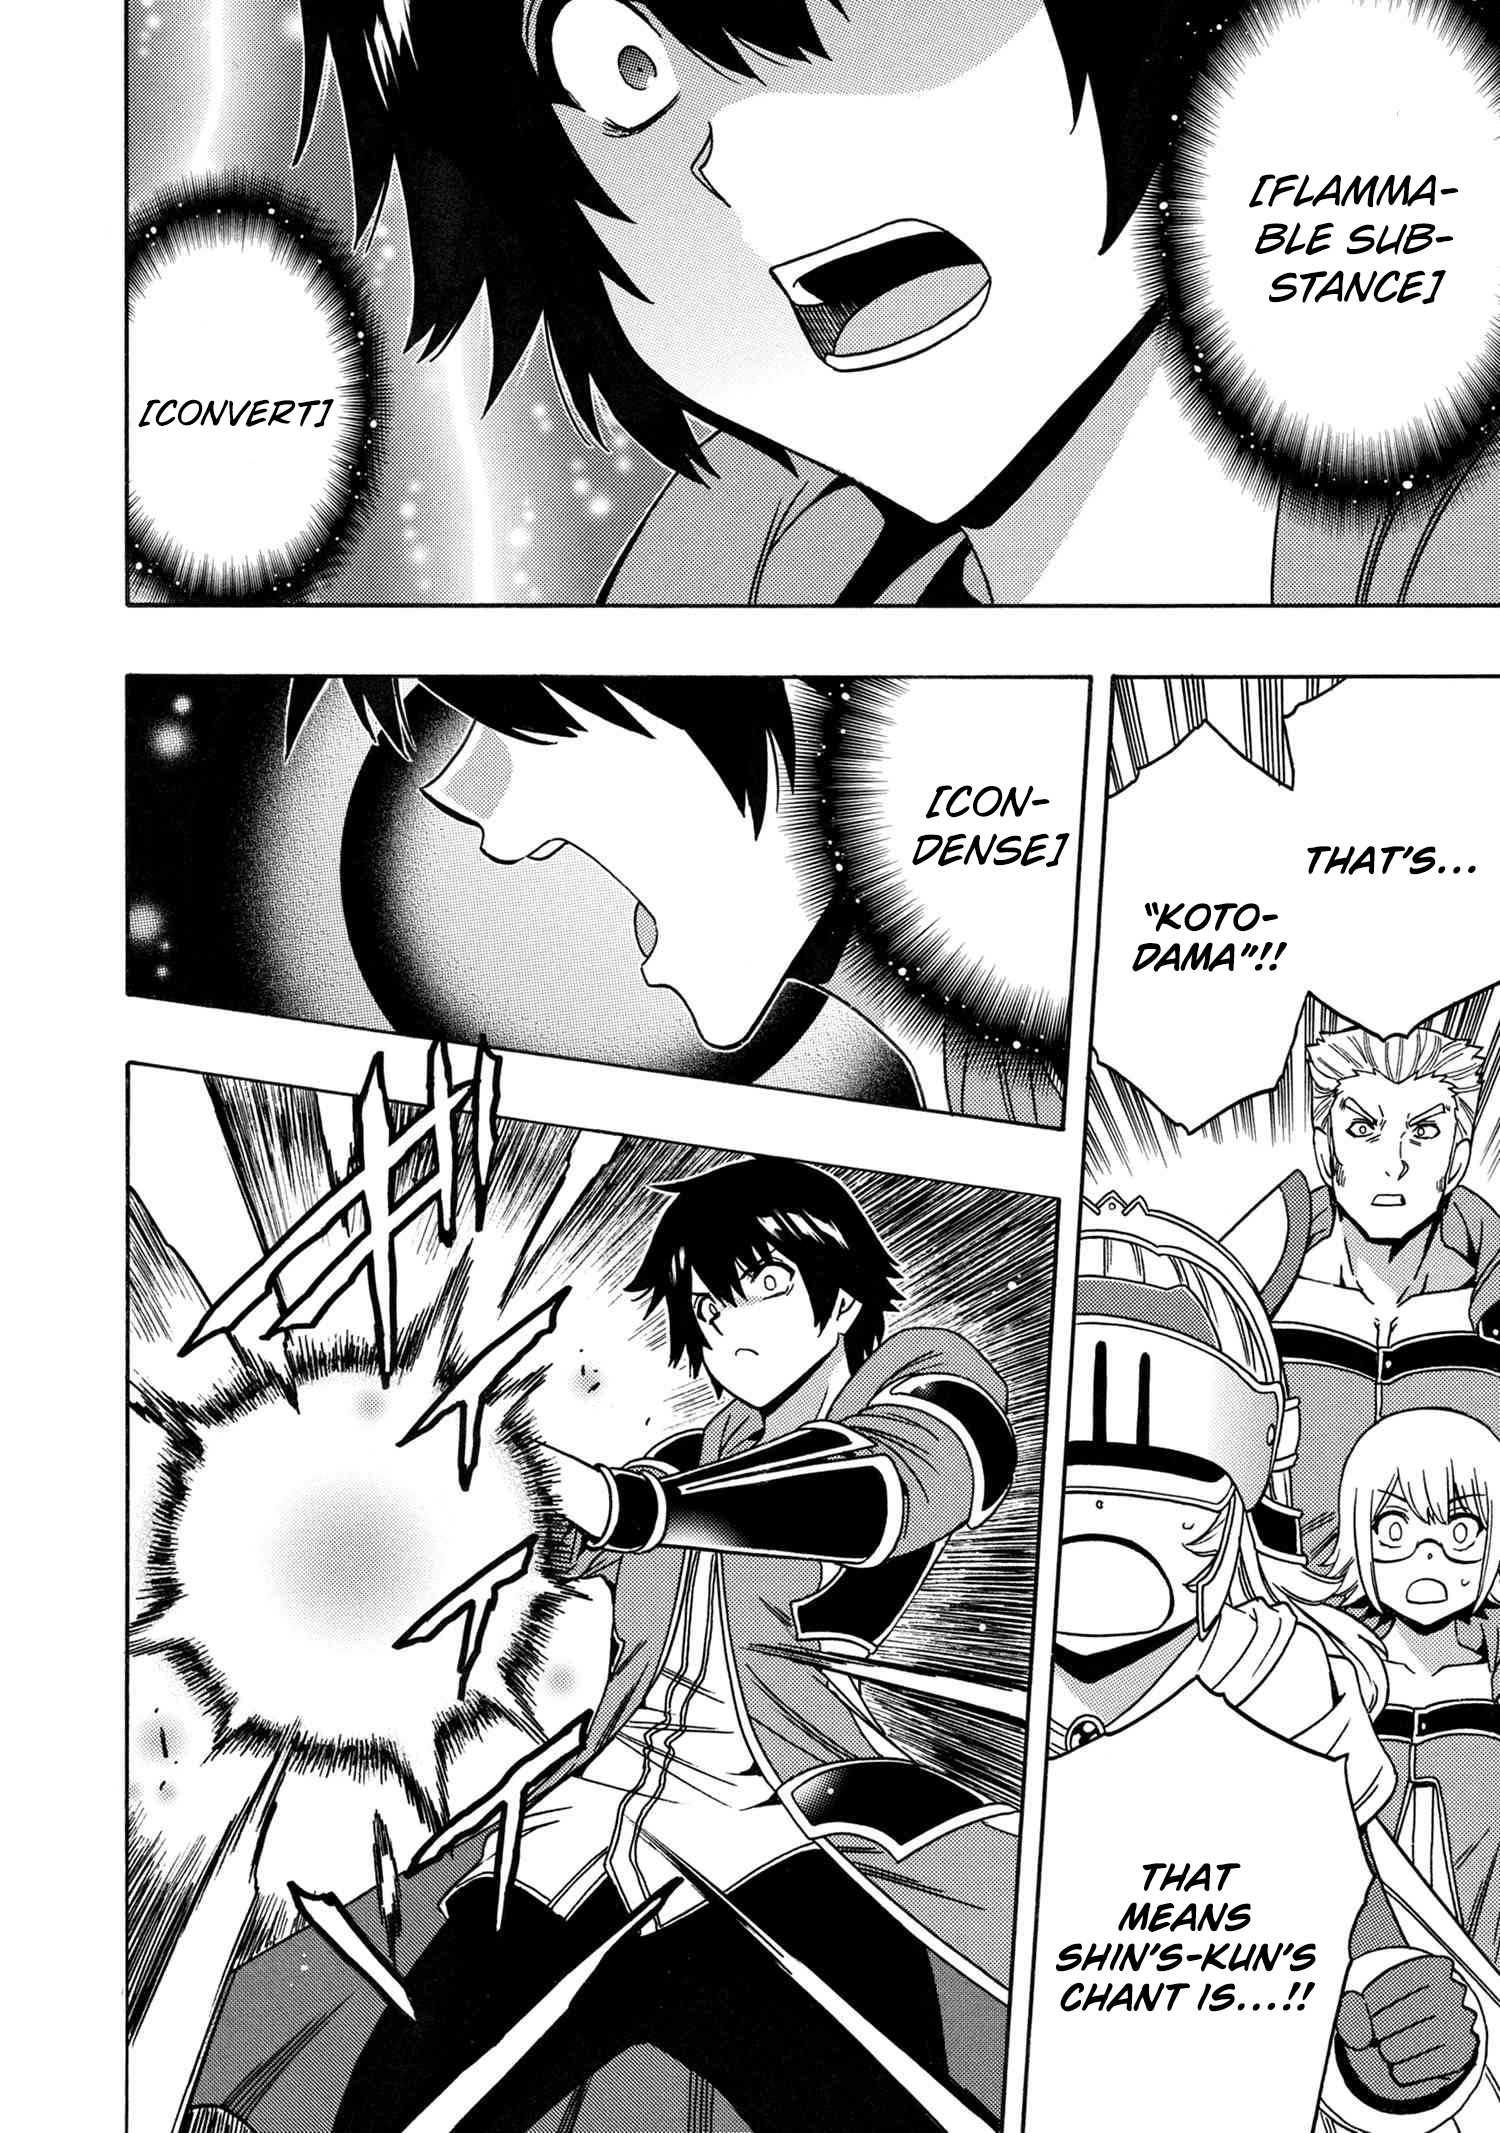 [FLAMMA-
BLE SUB-
STANCE]
[CONVERT]
THAT'S...
"KOTO-
DAMA"!!
[CON-
DENSE]
THAT
MEANS
SHIN'S-KUN'S
CHANT IS...!!